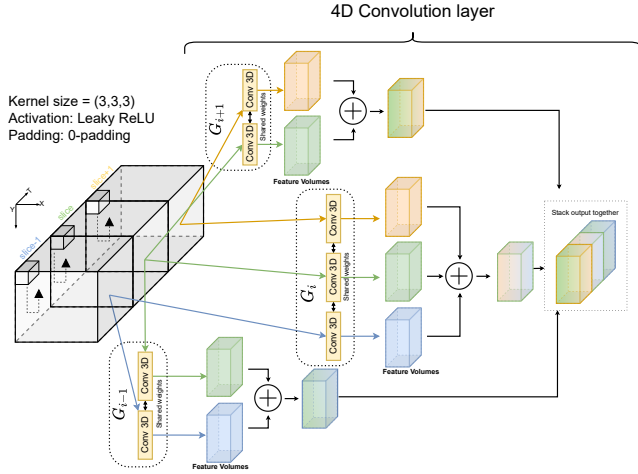 4D Convolution layer
Kernel size = (3,3,3)
Activation: Leaky ReLU
Padding: 0-padding
G_{i+1}
Conv 3D
Conv 3D
Shared weights
Feature Volumes
T
X
Y
slice+1
slice
slice-1
G_i
Conv 3D
Conv 3D
Conv 3D
Shared weights
Feature Volumes
Stack output together
G_{i-1}
Conv 3D
Conv 3D
Shared weights
Feature Volumes